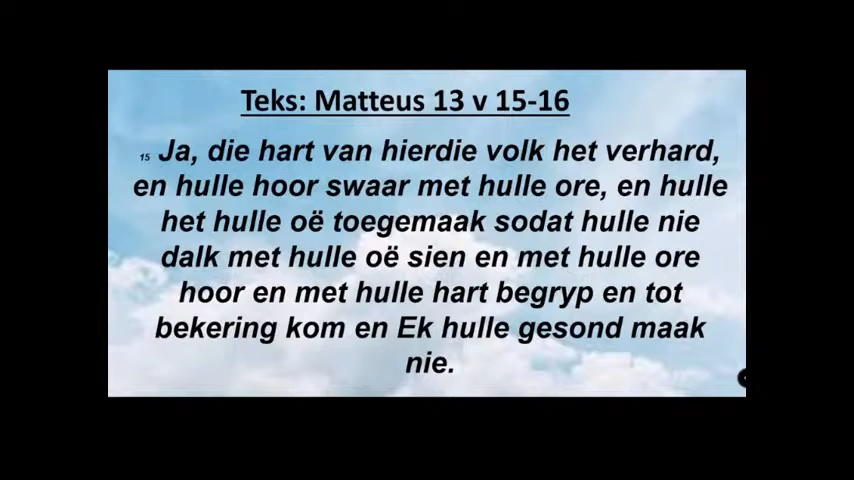 Teks: Matteus 13 v 15-16
15 Ja, die hart van hierdie volk het verhard,
en hulle hoor swaar met hulle ore, en hulle
het hulle oë toegemaak sodat hulle nie
dalk met hulle oë sien en met hulle ore
hoor en met hulle hart begryp en tot
bekering kom en Ek hulle gesond maak
nie.